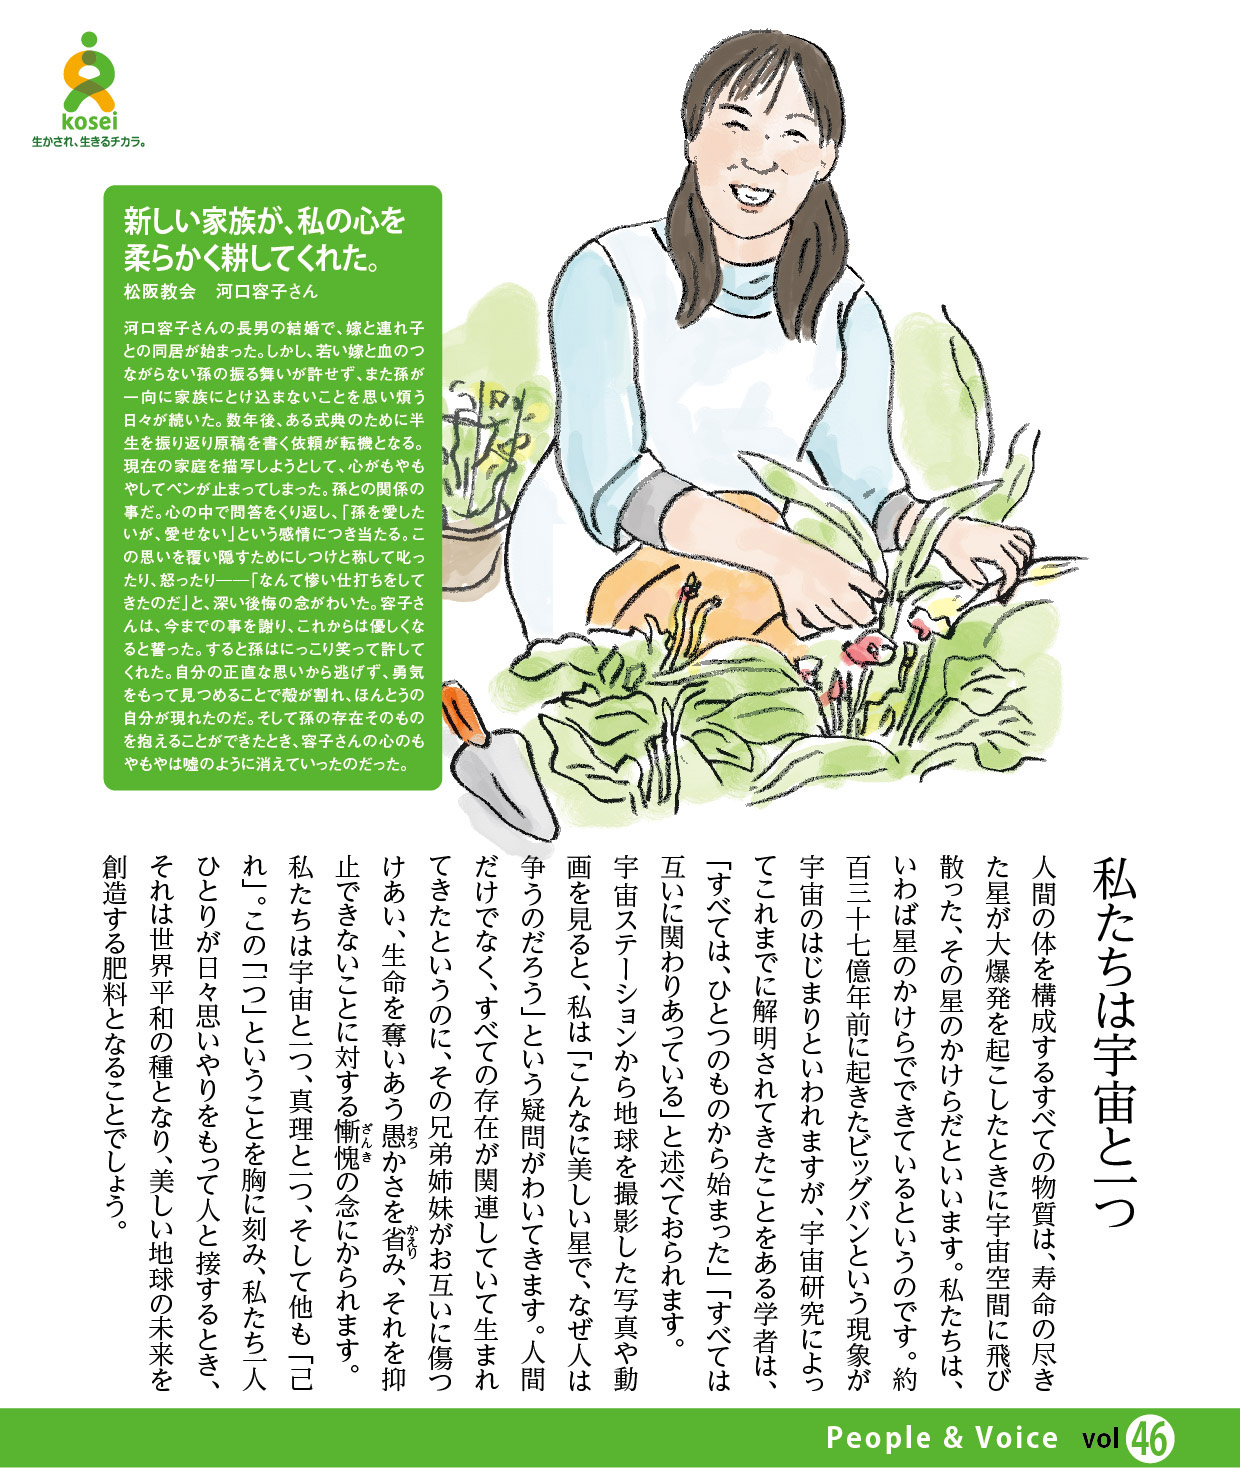 kosei
生かされ、生きるチカラ。
新しい家族が、私の心を
柔らかく耕してくれた。
松阪教会　河口容子さん
河口容子さんの長男の結婚で、嫁と連れ子
との同居が始まった。しかし、若い嫁と血のつ
ながらない孫の振る舞いが許せず、また孫が
一向に家族にとけ込まないことを思い煩う
日々が続いた。数年後、ある式典のために半
生を振り返り原稿を書く依頼が転機となる。
現在の家庭を描写しようとして、心がもやも
やしてペンが止まってしまった。孫との関係の
事だ。心の中で問答をくり返し、「孫を愛した
いが、愛せない」という感情につき当たる。こ
の思いを覆い隠すためにしつけと称して叱っ
たり、怒ったり――「なんて惨い仕打ちをして
きたのだ」と、深い後悔の念がわいた。容子さ
んは、今までの事を謝り、これからは優しくな
ると誓った。すると孫はにっこり笑って許して
くれた。自分の正直な思いから逃げず、勇気
をもって見つめることで殻が割れ、ほんとうの
自分が現れたのだ。そして孫の存在そのもの
を抱えることができたとき、容子さんの心のも
やもやは嘘のように消えていったのだった。
私たちは宇宙と一つ
人間の体を構成するすべての物質は、寿命の尽き
た星が大爆発を起こしたときに宇宙空間に飛び
散った、その星のかけらだといいます。私たちは、
いわば星のかけらでできているというのです。約
百三十七億年前に起きたビッグバンという現象が
宇宙のはじまりといわれますが、宇宙研究によっ
てこれまでに解明されてきたことをある学者は、
「すべては、ひとつのものから始まった」「すべては
互いに関わりあっている」と述べておられます。
宇宙ステーションから地球を撮影した写真や動
画を見ると、私は「こんなに美しい星で、なぜ人は
争うのだろう」という疑問がわいてきます。人間
だけでなく、すべての存在が関連していて生まれ
てきたというのに、その兄弟姉妹がお互いに傷つ
けあい、生命を奪いあう愚おろかさを省かえりみ、それを抑
止できないことに対する慚愧ざんきの念にかられます。
私たちは宇宙と一つ、真理と一つ、そして他も「己
れ」。この「一つ」ということを胸に刻み、私たち一人
ひとりが日々思いやりをもって人と接するとき、
それは世界平和の種となり、美しい地球の未来を
創造する肥料となることでしょう。
People & Voice vol 46